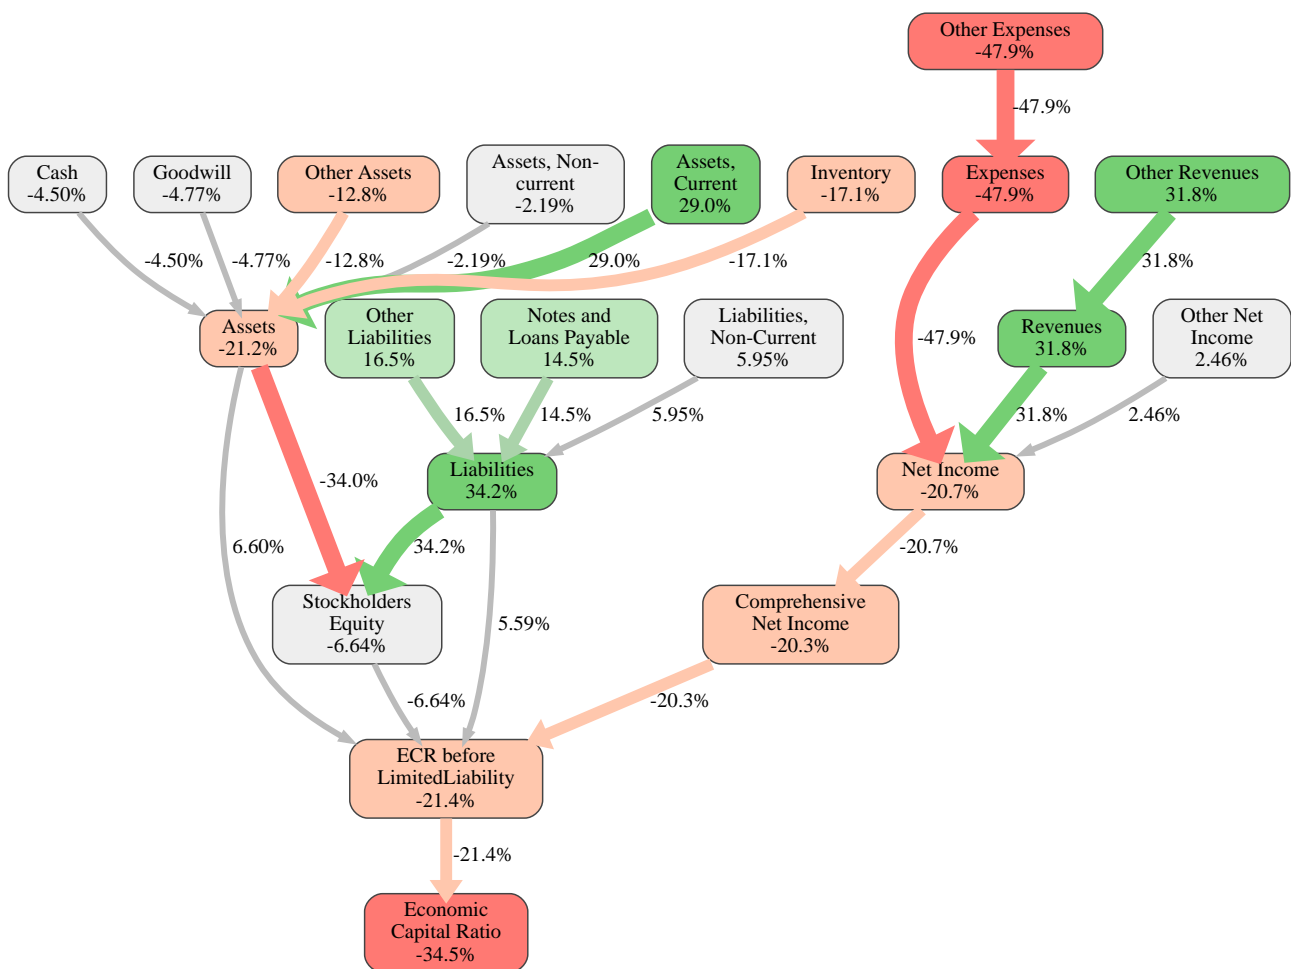 Other Expenses
-47.9%
-47.9%
Cash
-4.50%
Goodwill
-4.77%
Other Assets
-12.8%
Assets, Non-
current
-2.19%
Assets,
Current
29.0%
Inventory
-17.1%
Expenses
-47.9%
Other Revenues
31.8%
-4.50%
-4.77%
-12.8%
-2.19%
29.0%
-17.1%
31.8%
Assets
-21.2%
Other
Liabilities
16.5%
Notes and
Loans Payable
14.5%
Liabilities,
Non-Current
5.95%
-47.9%
Revenues
31.8%
Other Net
Income
2.46%
16.5%
14.5%
5.95%
31.8%
2.46%
-34.0%
Liabilities
34.2%
Net Income
-20.7%
6.60%
34.2%
-20.7%
Stockholders
Equity
-6.64%
5.59%
Comprehensive
Net Income
-20.3%
-6.64%
-20.3%
ECR before
LimitedLiability
-21.4%
-21.4%
Economic
Capital Ratio
-34.5%